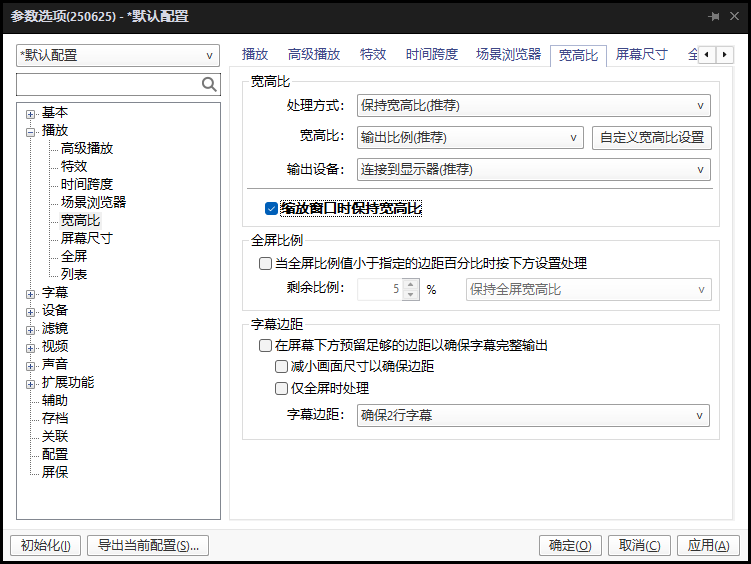 参数选项(250625) - *默认配置
*默认配置
播放 高级播放 特效 时间跨度 场景浏览器 宽高比 屏幕尺寸
基本
播放
高级播放
特效
时间跨度
场景浏览器
宽高比
屏幕尺寸
全屏
列表
字幕
设备
滤镜
视频
声音
扩展功能
辅助
存档
关联
配置
屏保
宽高比
处理方式: 保持宽高比(推荐)
宽高比: 输出比例(推荐) 自定义宽高比设置
输出设备: 连接到显示器(推荐)
缩放窗口时保持宽高比
全屏比例
当全屏比例值小于指定的边距百分比时按下方设置处理
剩余比例: 5 % 保持全屏宽高比
字幕边距
在屏幕下方预留足够的边距以确保字幕完整输出
减小画面尺寸以确保边距
仅全屏时处理
字幕边距: 确保2行字幕
初始化(I) 导出当前配置(S)... 确定(O) 取消(C) 应用(A)